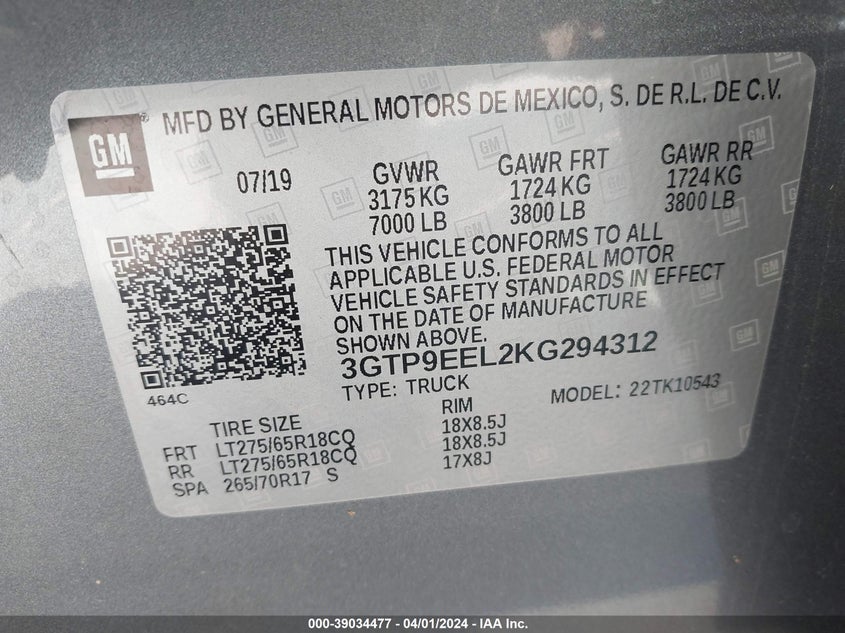 GM
MFD BY GENERAL MOTORS DE MEXICO, S. DE R.L. DE C.V.
07/19
GVWR
3175 KG
7000 LB
GAWR FRT
1724 KG
3800 LB
GAWR RR
1724 KG
3800 LB
THIS VEHICLE CONFORMS TO ALL
APPLICABLE U.S. FEDERAL MOTOR
VEHICLE SAFETY STANDARDS IN EFFECT
ON THE DATE OF MANUFACTURE
SHOWN ABOVE.
3GTP9EEL2KG294312
TYPE: TRUCK
MODEL: 22TK10543
464C
TIRE SIZE
RIM
FRT LT275/65R18CQ 18X8.5J
RR LT275/65R18CQ 18X8.5J
SPA 265/70R17 S 17X8J
000-39034477 - 04/01/2024 - IAA Inc.